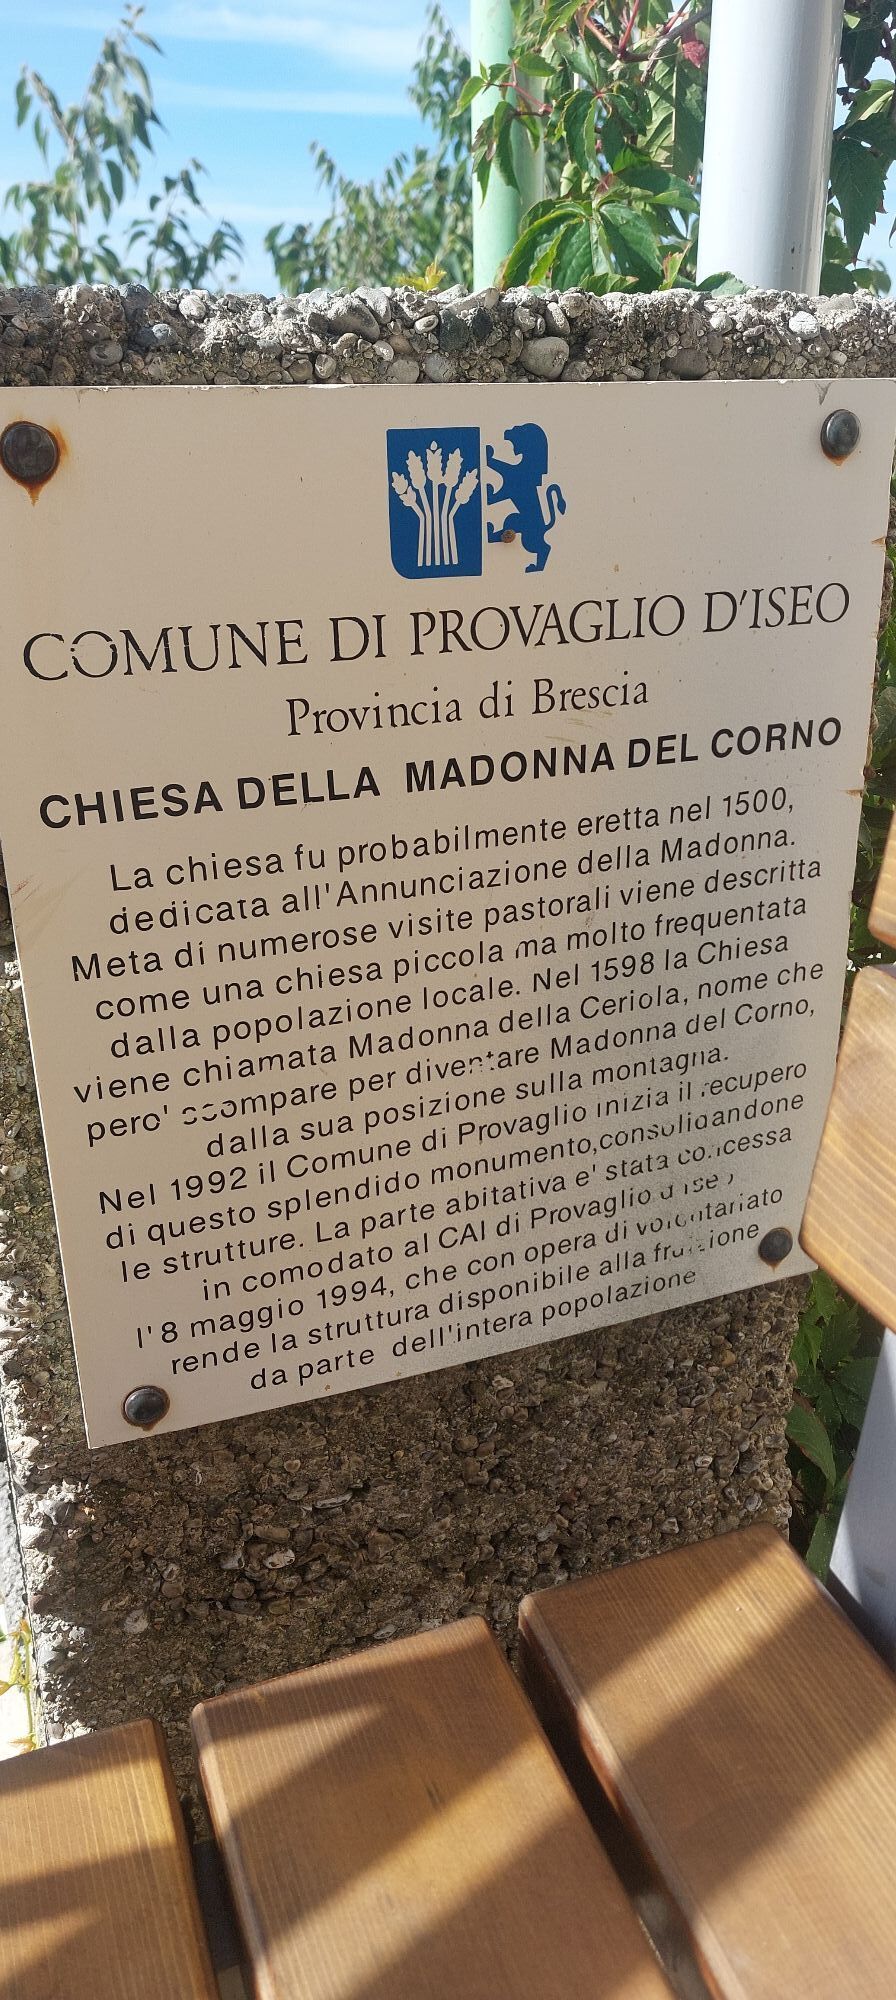 COMUNE DI PROVAGLIO D'ISEO
Provincia di Brescia
CHIESA DELLA MADONNA DEL CORNO
La chiesa fu probabilmente eretta nel 1500,
dedicata all'Annunciazione della Madonna.
Meta di numerose visite pastorali viene descritta
come una chiesa piccola ma molto frequentata
dalla popolazione locale. Nel 1598 la Chiesa
viene chiamata Madonna della Ceriola, nome che
pero' scompare per diventare Madonna del Corno,
dalla sua posizione sulla montagna.
Nel 1992 il Comune di Provaglio inizia il recupero
di questo splendido monumento,consolidandone
le strutture. La parte abitativa e' stata concessa
in comodato al CAI di Provaglio d'Iseo,
l'8 maggio 1994, che con opera di volontariato
rende la struttura disponibile alla fruizione
da parte dell'intera popolazione